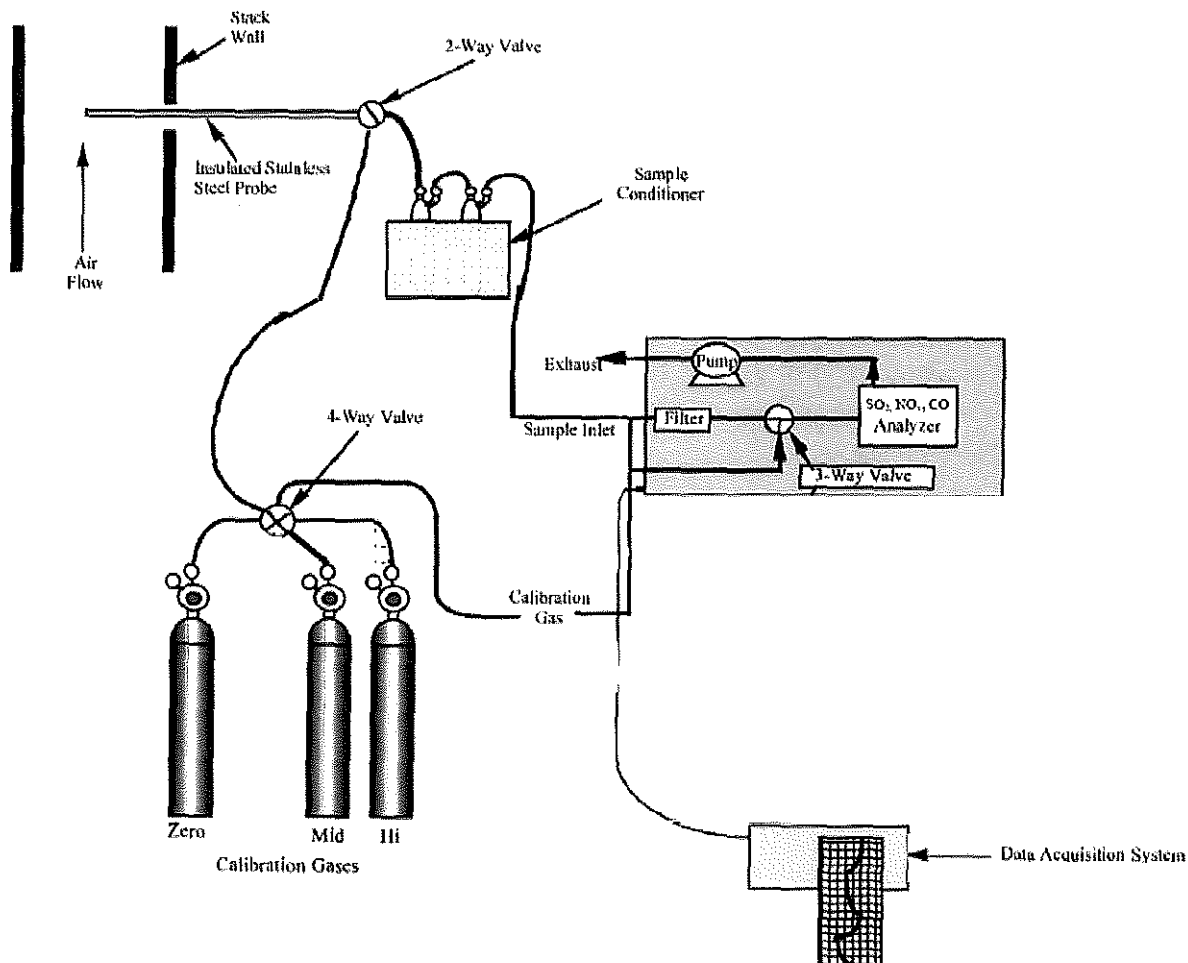 Stack
Wall
2-Way Valve
Insulated Stainless
Steel Probe
Sample
Conditioner
Air
Flow
Exhaust
Pump
SO₂, NOₓ, CO
Analyzer
4-Way Valve
Sample Inlet
Filter
3-Way Valve
Calibration
Gas
Zero
Mid
Hi
Calibration Gases
Data Acquisition System